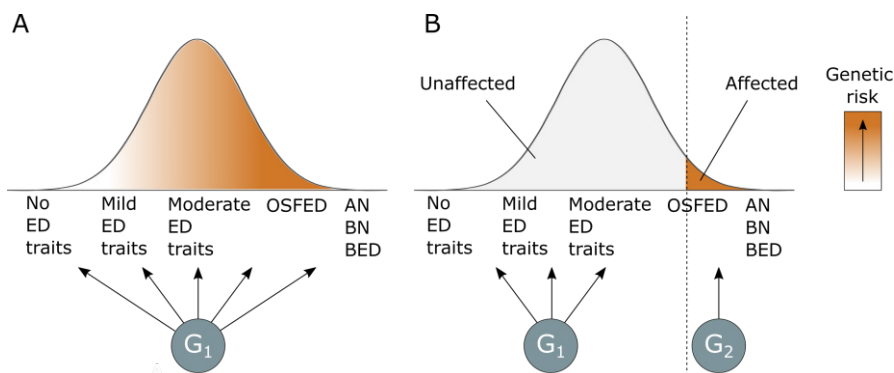 A
B
Unaffected
Affected
Genetic
risk
No
ED
traits
Mild
ED
traits
Moderate
ED
traits
OSFED
AN
BN
BED
No
ED
traits
Mild
ED
traits
Moderate
ED
traits
OSFED
AN
BN
BED
G1
G1
G2